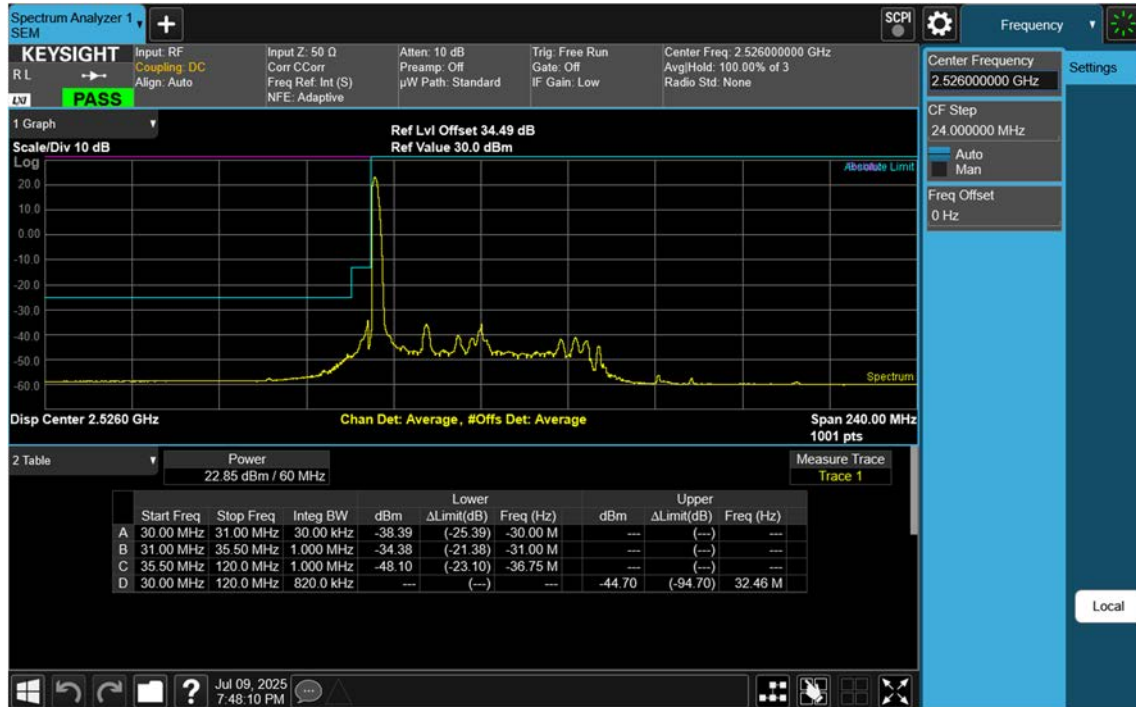 Spectrum Analyzer 1
SEM
SCPI
Frequency
KEYSIGHT
R L
LXI
PASS
Input: RF
Coupling: DC
Align: Auto
Input Z: 50 Ω
Corr CCorr
Freq Ref: Int (S)
NFE: Adaptive
Atten: 10 dB
Preamp: Off
µW Path: Standard
Trig: Free Run
Gate: Off
IF Gain: Low
Center Freq: 2.526000000 GHz
Avg|Hold: 100.00% of 3
Radio Std: None
Center Frequency
2.526000000 GHz
Settings
CF Step
24.000000 MHz
Auto
Man
Freq Offset
0 Hz
Local
1 Graph
Scale/Div 10 dB
Ref Lvl Offset 34.49 dB
Ref Value 30.0 dBm
Log
Absolute Limit
20.0
10.0
0.00
-10.0
-20.0
-30.0
-40.0
-50.0
-60.0
Spectrum
Disp Center 2.5260 GHz
Chan Det: Average, #Offs Det: Average
Span 240.00 MHz
1001 pts
2 Table
Power
22.85 dBm / 60 MHz
Measure Trace
Trace 1
Lower Upper
Start Freq Stop Freq Integ BW dBm ΔLimit(dB) Freq (Hz) dBm ΔLimit(dB) Freq (Hz)
A 30.00 MHz 31.00 MHz 30.00 kHz -38.39 (-25.39) -30.00 M --- (---) ---
B 31.00 MHz 35.50 MHz 1.000 MHz -34.38 (-21.38) -31.00 M --- (---) ---
C 35.50 MHz 120.0 MHz 1.000 MHz -48.10 (-23.10) -36.75 M --- (---) ---
D 30.00 MHz 120.0 MHz 820.0 kHz --- (---) --- -44.70 (-94.70) 32.46 M
?
Jul 09, 2025
7:48:10 PM